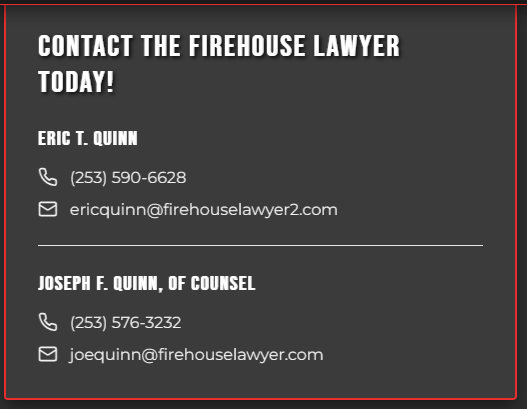 CONTACT THE FIREHOUSE LAWYER
TODAY!
ERIC T. QUINN
(253) 590-6628
ericquinn@firehouselawyer2.com
JOSEPH F. QUINN, OF COUNSEL
(253) 576-3232
joequinn@firehouselawyer.com